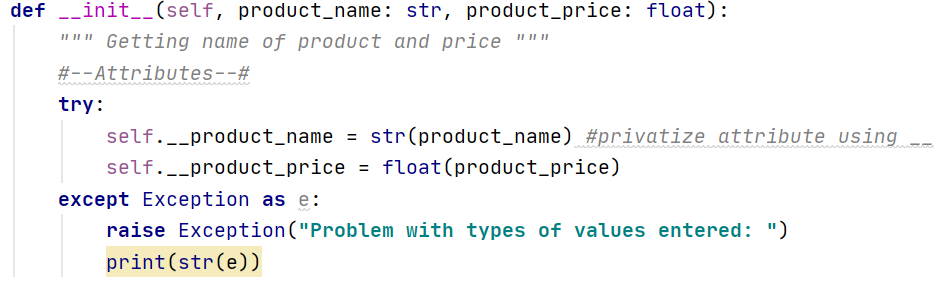 def __init__(self, product_name: str, product_price: float):
""" Getting name of product and price """
#--Attributes--#
try:
self.__product_name = str(product_name) #privatize attribute using __
self.__product_price = float(product_price)
except Exception as e:
raise Exception("Problem with types of values entered: ")
print(str(e))